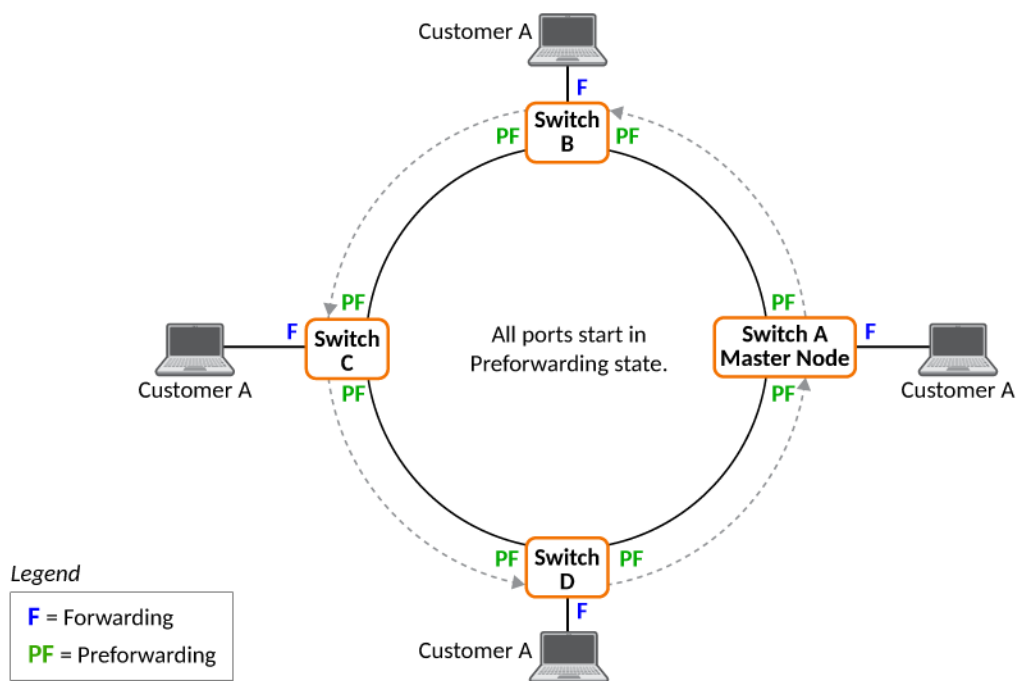 Customer A
F
Switch
B
PF
PF
PF
PF
F
Switch
C
All ports start in
Preforwarding state.
Switch A
Master Node
F
Customer A
Customer A
PF
PF
PF
Switch
D
PF
F
Customer A
Legend
F = Forwarding
PF = Preforwarding